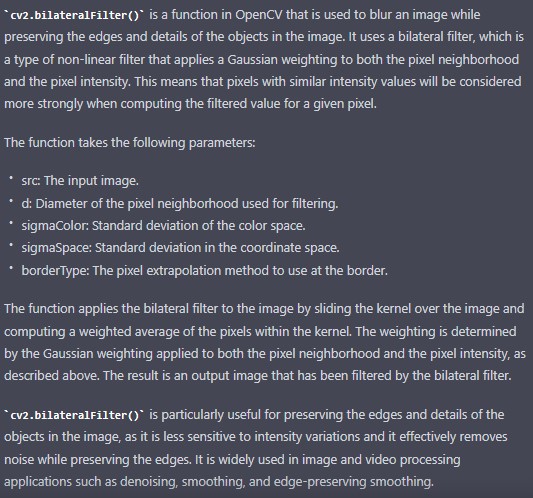 `cv2.bilateralFilter()` is a function in OpenCV that is used to blur an image while
preserving the edges and details of the objects in the image. It uses a bilateral filter, which is
a type of non-linear filter that applies a Gaussian weighting to both the pixel neighborhood
and the pixel intensity. This means that pixels with similar intensity values will be considered
more strongly when computing the filtered value for a given pixel.
The function takes the following parameters:
• src: The input image.
• d: Diameter of the pixel neighborhood used for filtering.
• sigmaColor: Standard deviation of the color space.
• sigmaSpace: Standard deviation in the coordinate space.
• borderType: The pixel extrapolation method to use at the border.
The function applies the bilateral filter to the image by sliding the kernel over the image and
computing a weighted average of the pixels within the kernel. The weighting is determined
by the Gaussian weighting applied to both the pixel neighborhood and the pixel intensity, as
described above. The result is an output image that has been filtered by the bilateral filter.
`cv2.bilateralFilter()` is particularly useful for preserving the edges and details of the
objects in the image, as it is less sensitive to intensity variations and it effectively removes
noise while preserving the edges. It is widely used in image and video processing
applications such as denoising, smoothing, and edge-preserving smoothing.